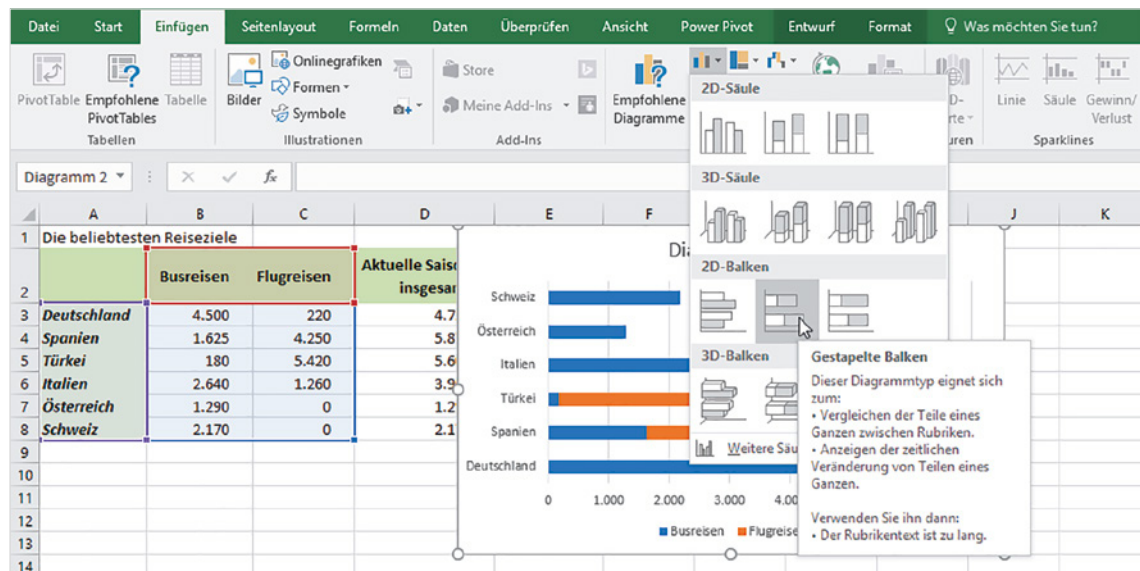 Datei Start Einfügen Seitenlayout Formeln Daten Überprüfen Ansicht Power Pivot Entwurf Format Was möchten Sie tun?
PivotTable Empfohlene PivotTables Tabelle
Tabellen
Bilder
Onlinegrafiken
Formen
Symbole
Illustrationen
Store
Meine Add-Ins
Add-Ins
Empfohlene
Diagramme
Linie Säule Gewinn/
Verlust
Sparklines
Diagramm 2 fx
A B C D E F J K
1 Die beliebtesten Reiseziele
2 Busreisen Flugreisen Aktuelle Saiso
insgesar
3 Deutschland 4.500 220 4.7
4 Spanien 1.625 4.250 5.8
5 Türkei 180 5.420 5.6
6 Italien 2.640 1.260 3.9
7 Österreich 1.290 0 1.2
8 Schweiz 2.170 0 2.1
9
10
11
12
13
14
Dia
Schweiz
Österreich
Italien
Türkei
Spanien
Deutschland
0 1.000 2.000 3.000 4.00
Busreisen Flugreise
2D-Säule
3D-Säule
2D-Balken
3D-Balken
Weitere Säu
Gestapelte Balken
Dieser Diagrammtyp eignet sich
zum:
• Vergleichen der Teile eines
Ganzen zwischen Rubriken.
• Anzeigen der zeitlichen
Veränderung von Teilen eines
Ganzen.
Verwenden Sie ihn dann:
• Der Rubrikentext ist zu lang.